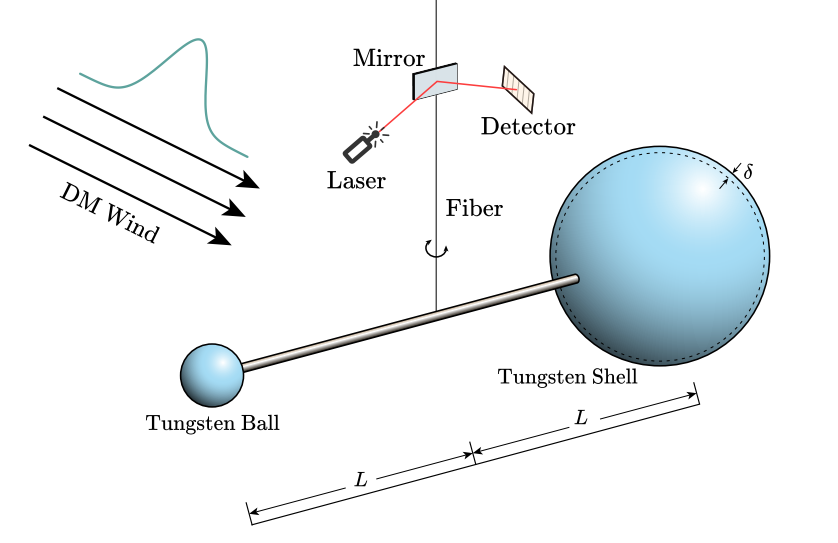 Mirror
Detector
Laser
δ
DM Wind
Fiber
Tungsten Shell
Tungsten Ball
L
L